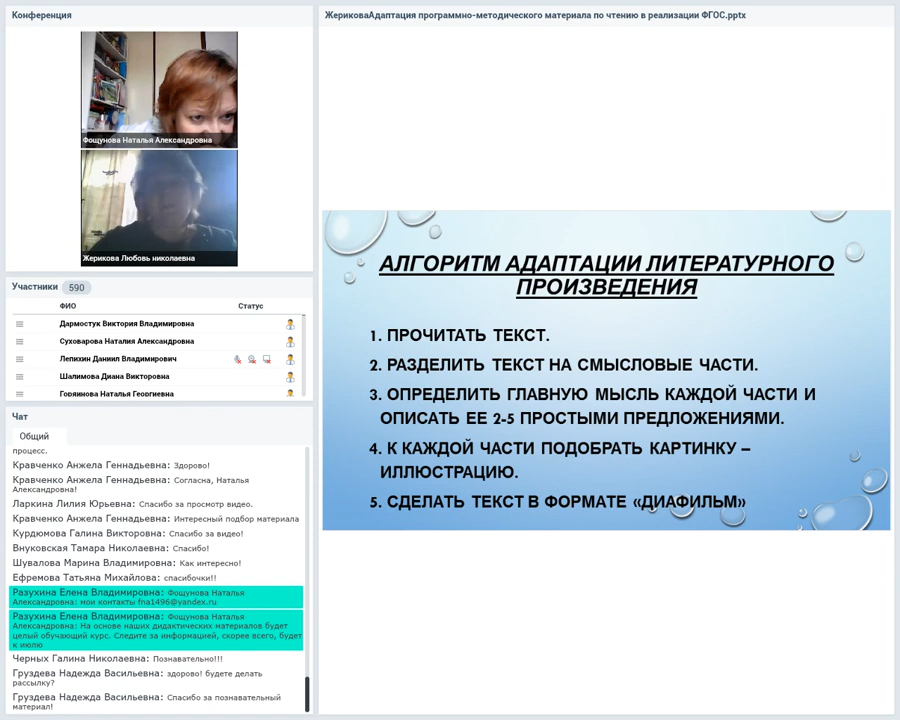 Конференция
Фощунова Наталья Александровна
Жерикова Любовь николаевна
Участники 590
ФИО Статус
Дармостук Виктория Владимировна
Суховарова Наталия Александровна
Лепихин Даниил Владимирович
Шалимова Диана Викторовна
Горяинова Наталья Георгиевна
Чат
Общий
процесс.
Кравченко Анжела Геннадьевна: Здорово!
Кравченко Анжела Геннадьевна: Согласна, Наталья
Александровна!
Ларкина Лилия Юрьевна: Спасибо за просмотр видео.
Кравченко Анжела Геннадьевна: Интересный подбор материала
Курдюмова Галина Викторовна: Спасибо за видео!
Внуковская Тамара Николаевна: Спасибо!
Шувалова Марина Владимировна: Как интересно!
Ефремова Татьяна Михайлова: спасибочки!!
Разухина Елена Владимировна: Фощунова Наталья
Александровна: мои контакты fna1496@yandex.ru
Разухина Елена Владимировна: Фощунова Наталья
Александровна: На основе наших дидактических материалов будет
целый обучающий курс. Следите за информацией, скорее всего, будет
к июлю
Черных Галина Николаевна: Познавательно!!!
Груздева Надежда Васильевна: здорово! будете делать
рассылку?
Груздева Надежда Васильевна: Спасибо за познавательный
материал!
ЖериковаАдаптация программно-методического материала по чтению в реализации ФГОС.pptx
АЛГОРИТМ АДАПТАЦИИ ЛИТЕРАТУРНОГО
ПРОИЗВЕДЕНИЯ
1. ПРОЧИТАТЬ ТЕКСТ.
2. РАЗДЕЛИТЬ ТЕКСТ НА СМЫСЛОВЫЕ ЧАСТИ.
3. ОПРЕДЕЛИТЬ ГЛАВНУЮ МЫСЛЬ КАЖДОЙ ЧАСТИ И
ОПИСАТЬ ЕЕ 2-5 ПРОСТЫМИ ПРЕДЛОЖЕНИЯМИ.
4. К КАЖДОЙ ЧАСТИ ПОДОБРАТЬ КАРТИНКУ –
ИЛЛЮСТРАЦИЮ.
5. СДЕЛАТЬ ТЕКСТ В ФОРМАТЕ «ДИАФИЛЬМ»